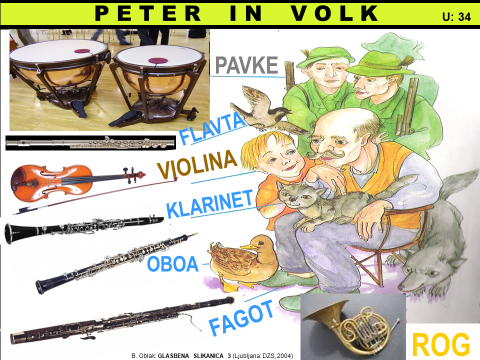 PETER IN VOLK
U: 34
PAVKE
FLAVTA
VIOLINA
KLARINET
OBOA
FAGOT
ROG
B. Oblak: GLASBENA SLIKANICA 3 (Ljubljana: DZS, 2004)